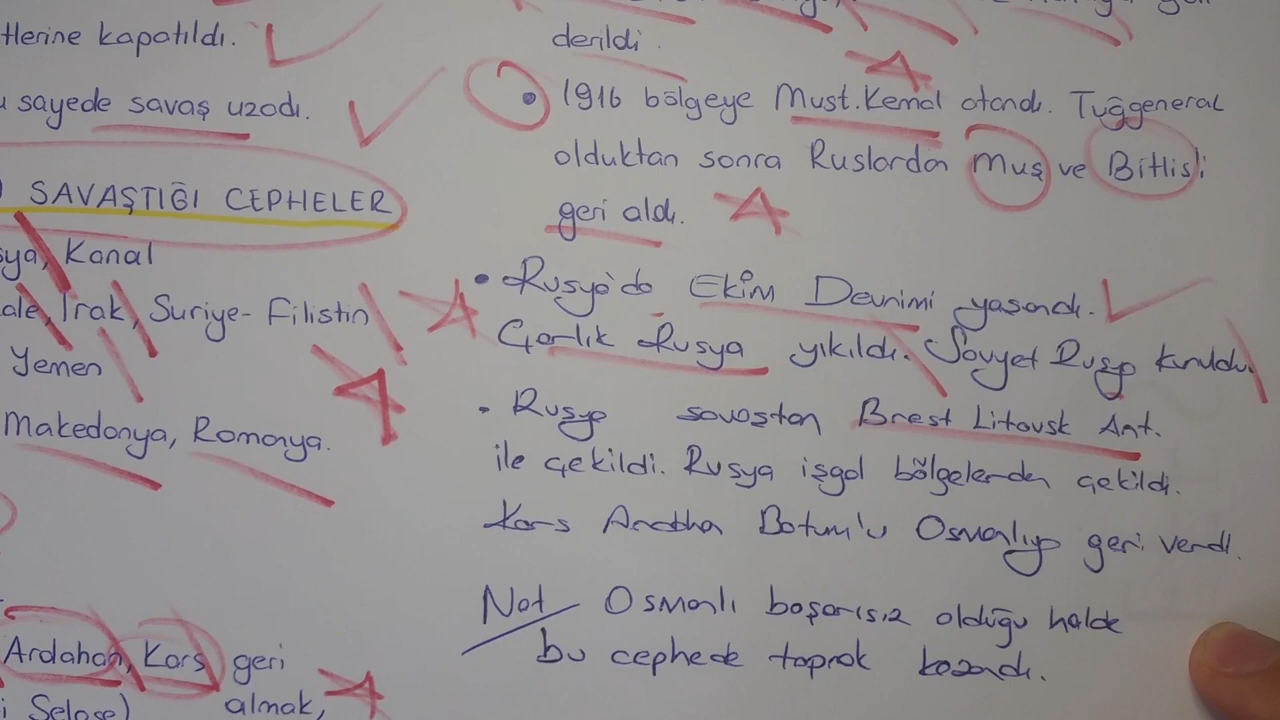 tlerine kapatıldı.
sayede savaş uzadı.
SAVAŞTIĞI CEPHELER
sya, Kanal
ale, Irak, Suriye- Filistin
Yemen
Makedonya, Romanya.
Ardahan, Kars geri
almak,
i Selase)
derildi.
• 1916 bölgeye Must.Kemal atandı. Tuğgeneral
olduktan sonra Ruslardan Muş ve Bitlis'i
geri aldı.
• Rusya'da Ekim Devrimi yaşandı.
Çarlık Rusya yıkıldı. Sovyet Rusya kuruldu.
• Rusya savaştan Brest Litovsk Ant.
ile çekildi. Rusya işgal bölgelerden çekildi.
Kars Ardahan Batum'u Osmanlıya geri verdi.
Not Osmanlı başarısız olduğu halde
bu cephede toprak kazandı.